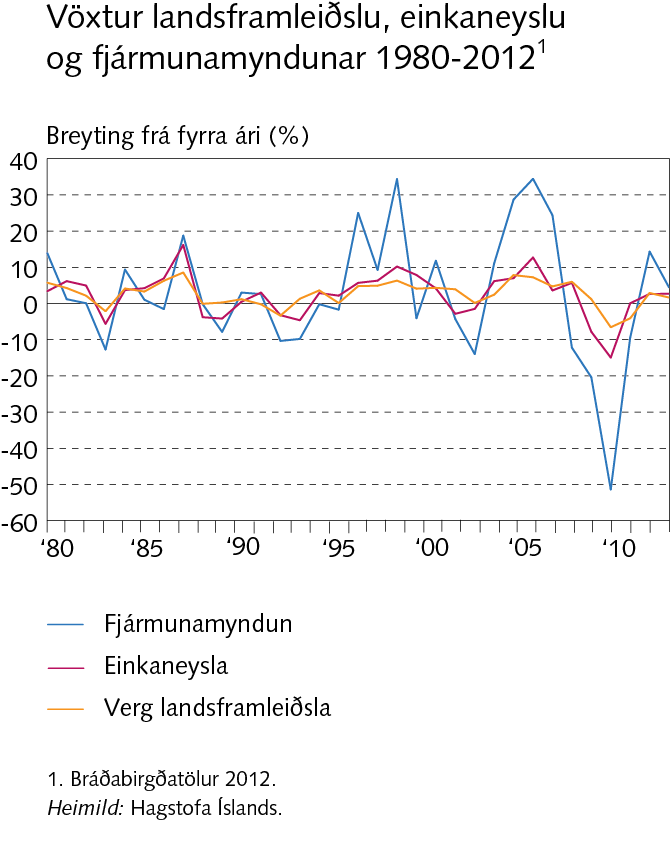 Vöxtur landsframleiðslu, einkaneyslu
og fjármunamyndunar 1980-2012¹
Breyting frá fyrra ári (%)
40
30
20
10
0
-10
-20
-30
-40
-50
-60
‘80 ‘85 ‘90 ‘95 ‘00 ‘05 ‘10
Fjármunamyndun
Einkaneysla
Verg landsframleiðsla
1. Bráðabirgðatölur 2012.
Heimild: Hagstofa Íslands.